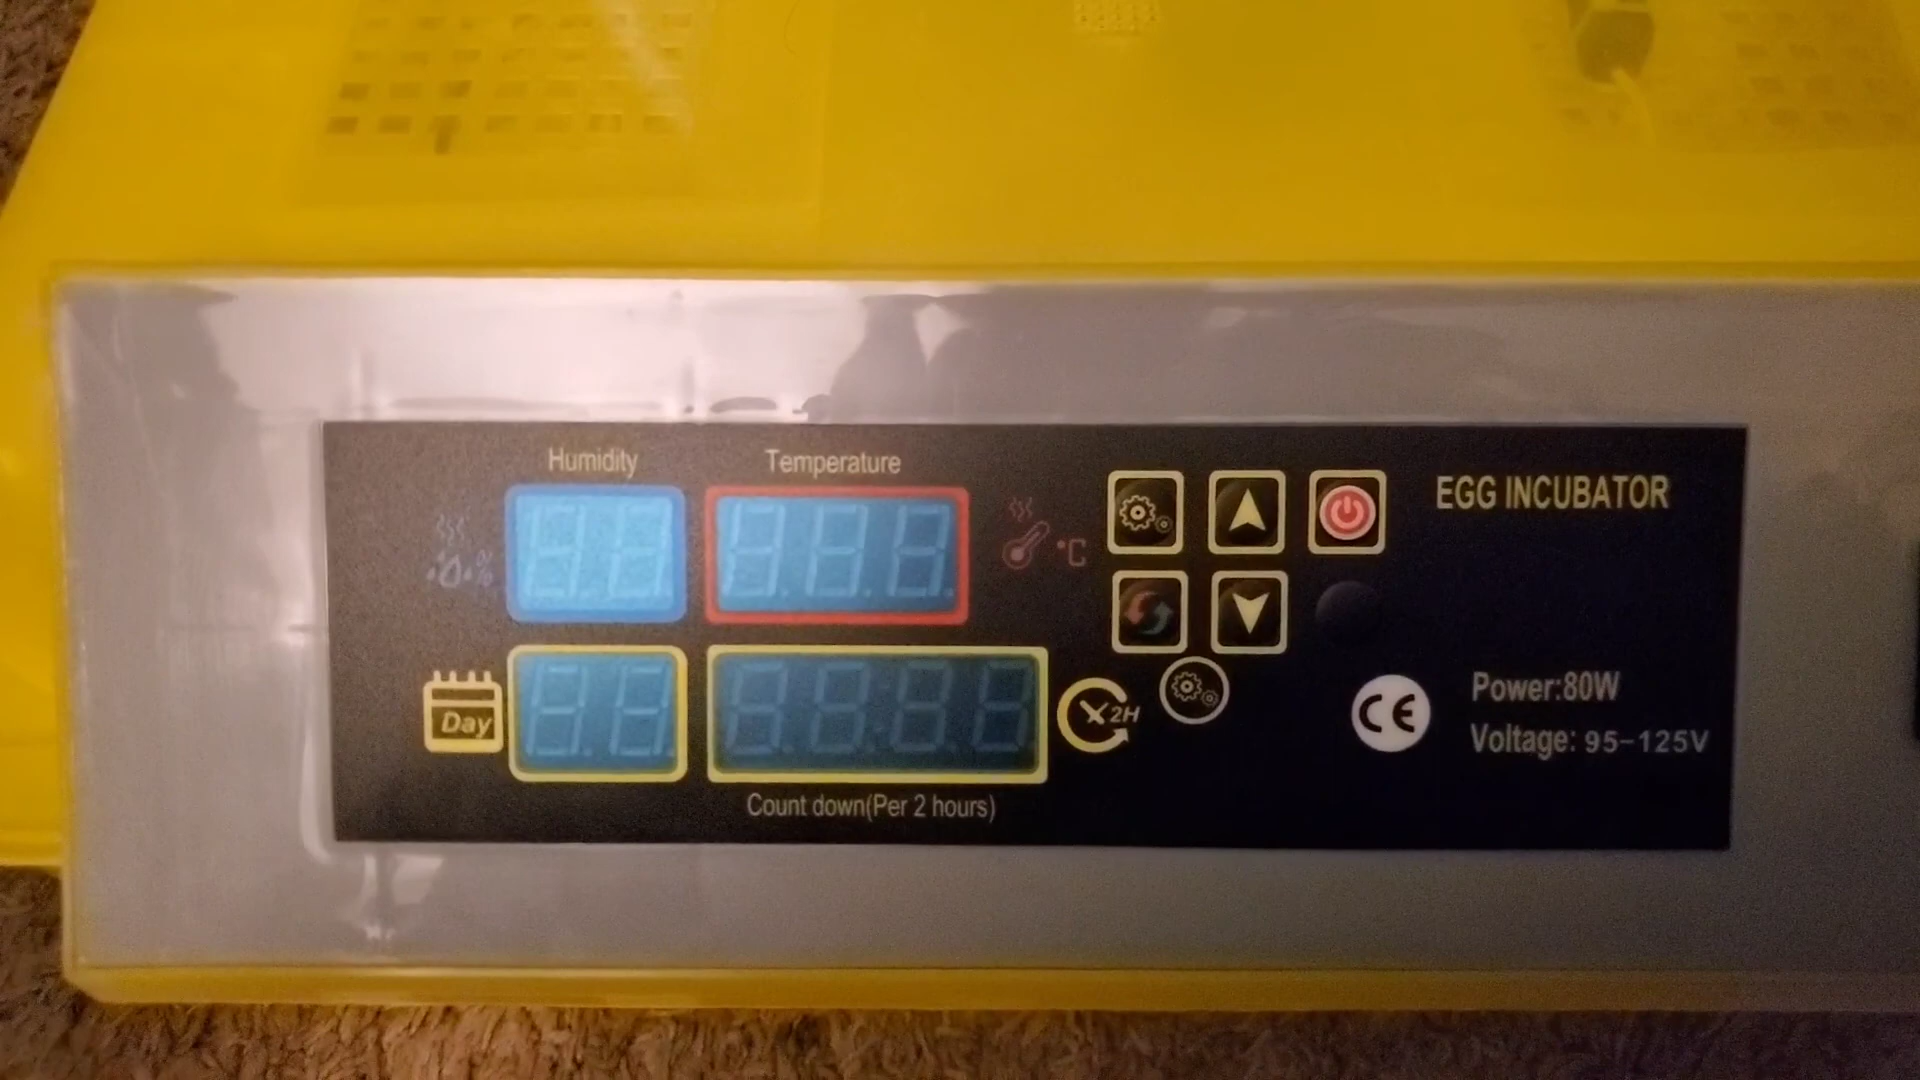 Humidity
Temperature
EGG INCUBATOR
%
°C
Day
2H
CE
Power:80W
Voltage: 95-125V
Count down(Per 2 hours)